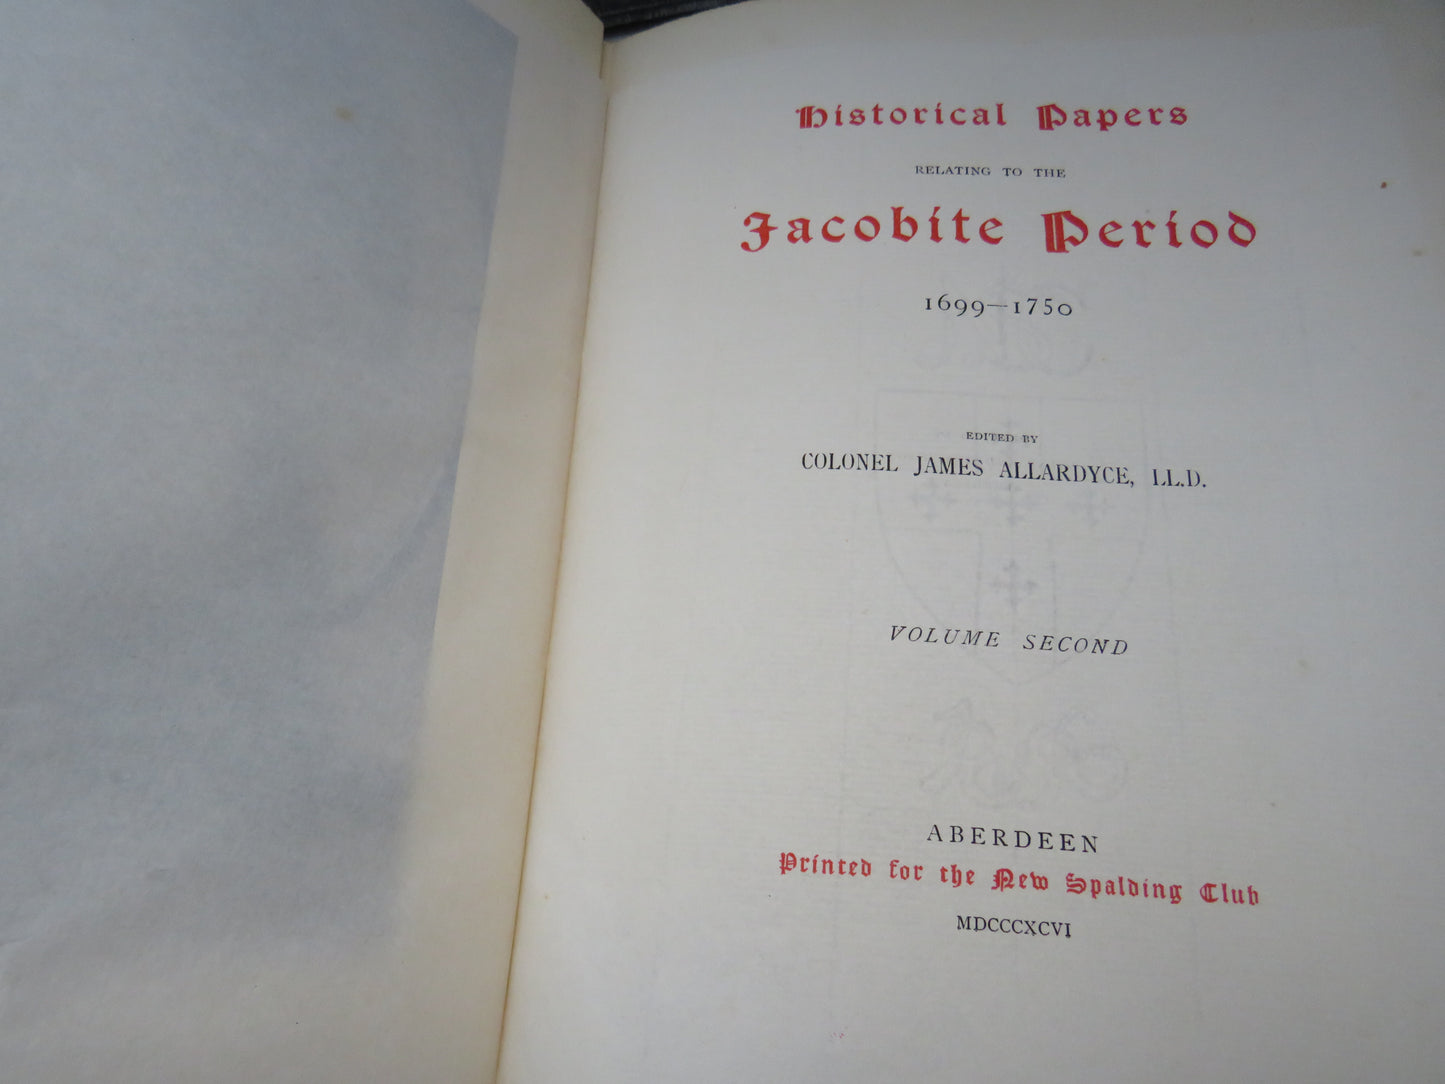 Historical Papers
RELATING TO THE
Jacobite Period
1699—1750
EDITED BY
COLONEL JAMES ALLARDYCE, LL.D.
VOLUME SECOND
ABERDEEN
Printed for the New Spalding Club
MDCCCXCVI